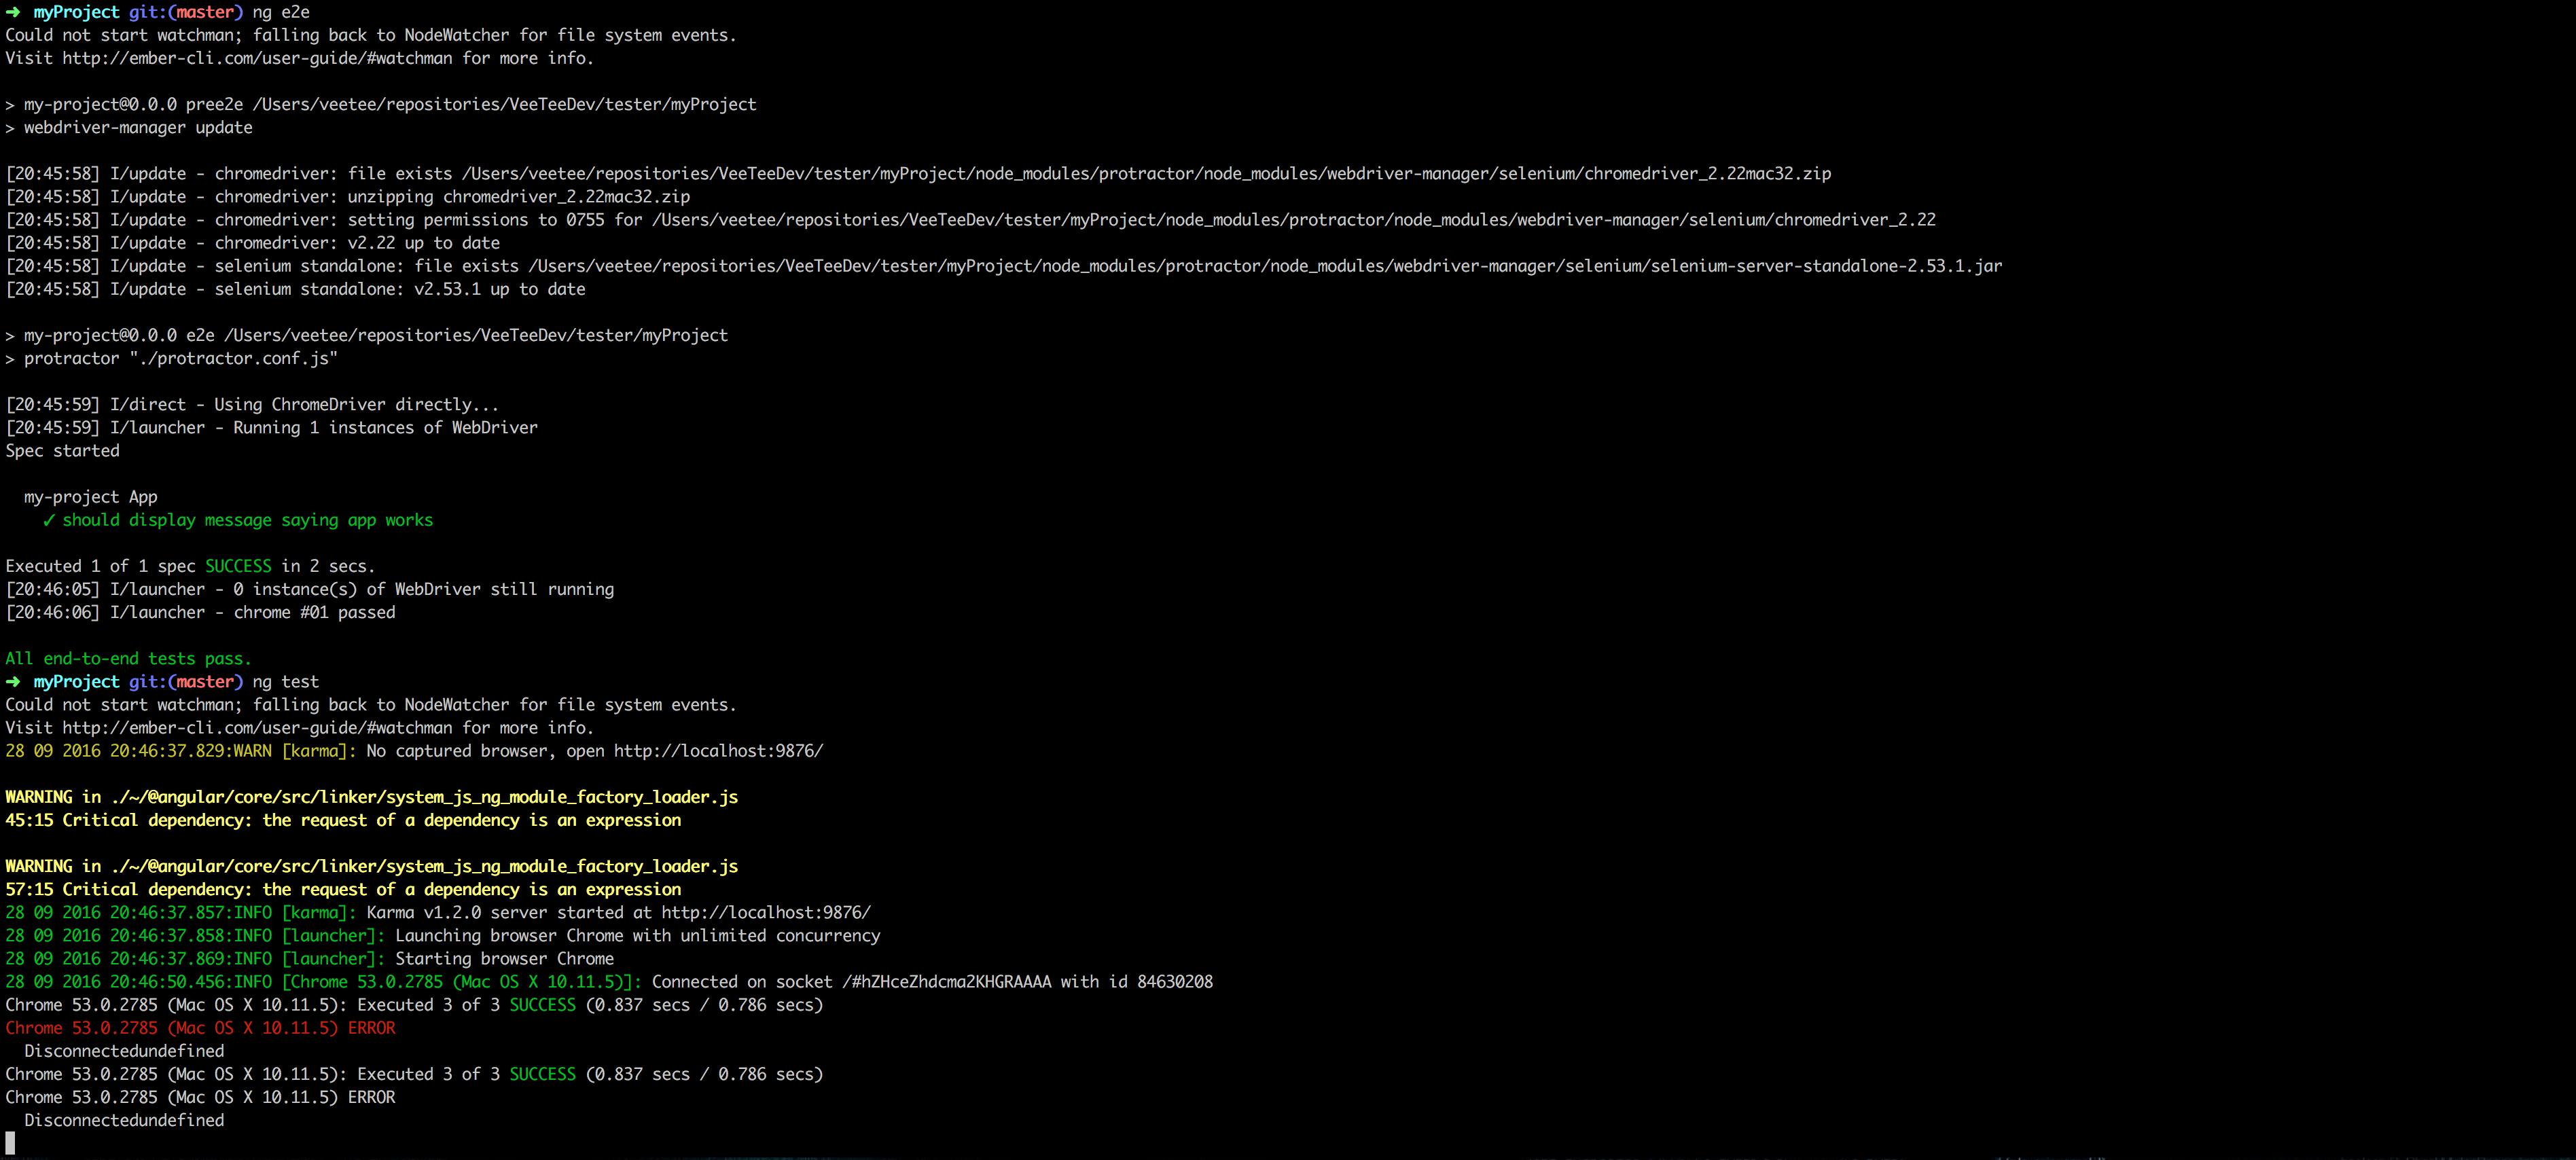 ➜ myProject git:(master) ng e2e
Could not start watchman; falling back to NodeWatcher for file system events.
Visit http://ember-cli.com/user-guide/#watchman for more info.
> my-project@0.0.0 pree2e /Users/veetee/repositories/VeeTeeDev/tester/myProject
> webdriver-manager update
[20:45:58] I/update - chromedriver: file exists /Users/veetee/repositories/VeeTeeDev/tester/myProject/node_modules/protractor/node_modules/webdriver-manager/selenium/chromedriver_2.22mac32.zip
[20:45:58] I/update - chromedriver: unzipping chromedriver_2.22mac32.zip
[20:45:58] I/update - chromedriver: setting permissions to 0755 for /Users/veetee/repositories/VeeTeeDev/tester/myProject/node_modules/protractor/node_modules/webdriver-manager/selenium/chromedriver_2.22
[20:45:58] I/update - chromedriver: v2.22 up to date
[20:45:58] I/update - selenium standalone: file exists /Users/veetee/repositories/VeeTeeDev/tester/myProject/node_modules/protractor/node_modules/webdriver-manager/selenium/selenium-server-standalone-2.53.1.jar
[20:45:58] I/update - selenium standalone: v2.53.1 up to date
> my-project@0.0.0 e2e /Users/veetee/repositories/VeeTeeDev/tester/myProject
> protractor "./protractor.conf.js"
[20:45:59] I/direct - Using ChromeDriver directly...
[20:45:59] I/launcher - Running 1 instances of WebDriver
Spec started
my-project App
✓ should display message saying app works
Executed 1 of 1 spec SUCCESS in 2 secs.
[20:46:05] I/launcher - 0 instance(s) of WebDriver still running
[20:46:06] I/launcher - chrome #01 passed
All end-to-end tests pass.
➜ myProject git:(master) ng test
Could not start watchman; falling back to NodeWatcher for file system events.
Visit http://ember-cli.com/user-guide/#watchman for more info.
28 09 2016 20:46:37.829:WARN [karma]: No captured browser, open http://localhost:9876/
WARNING in ./~/@angular/core/src/linker/system_js_ng_module_factory_loader.js
45:15 Critical dependency: the request of a dependency is an expression
WARNING in ./~/@angular/core/src/linker/system_js_ng_module_factory_loader.js
57:15 Critical dependency: the request of a dependency is an expression
28 09 2016 20:46:37.857:INFO [karma]: Karma v1.2.0 server started at http://localhost:9876/
28 09 2016 20:46:37.858:INFO [launcher]: Launching browser Chrome with unlimited concurrency
28 09 2016 20:46:37.869:INFO [launcher]: Starting browser Chrome
28 09 2016 20:46:50.456:INFO [Chrome 53.0.2785 (Mac OS X 10.11.5)]: Connected on socket /#hZHceZhdcma2KHGRAAAA with id 84630208
Chrome 53.0.2785 (Mac OS X 10.11.5): Executed 3 of 3 SUCCESS (0.837 secs / 0.786 secs)
Chrome 53.0.2785 (Mac OS X 10.11.5) ERROR
Disconnectedundefined
Chrome 53.0.2785 (Mac OS X 10.11.5): Executed 3 of 3 SUCCESS (0.837 secs / 0.786 secs)
Chrome 53.0.2785 (Mac OS X 10.11.5) ERROR
Disconnectedundefined